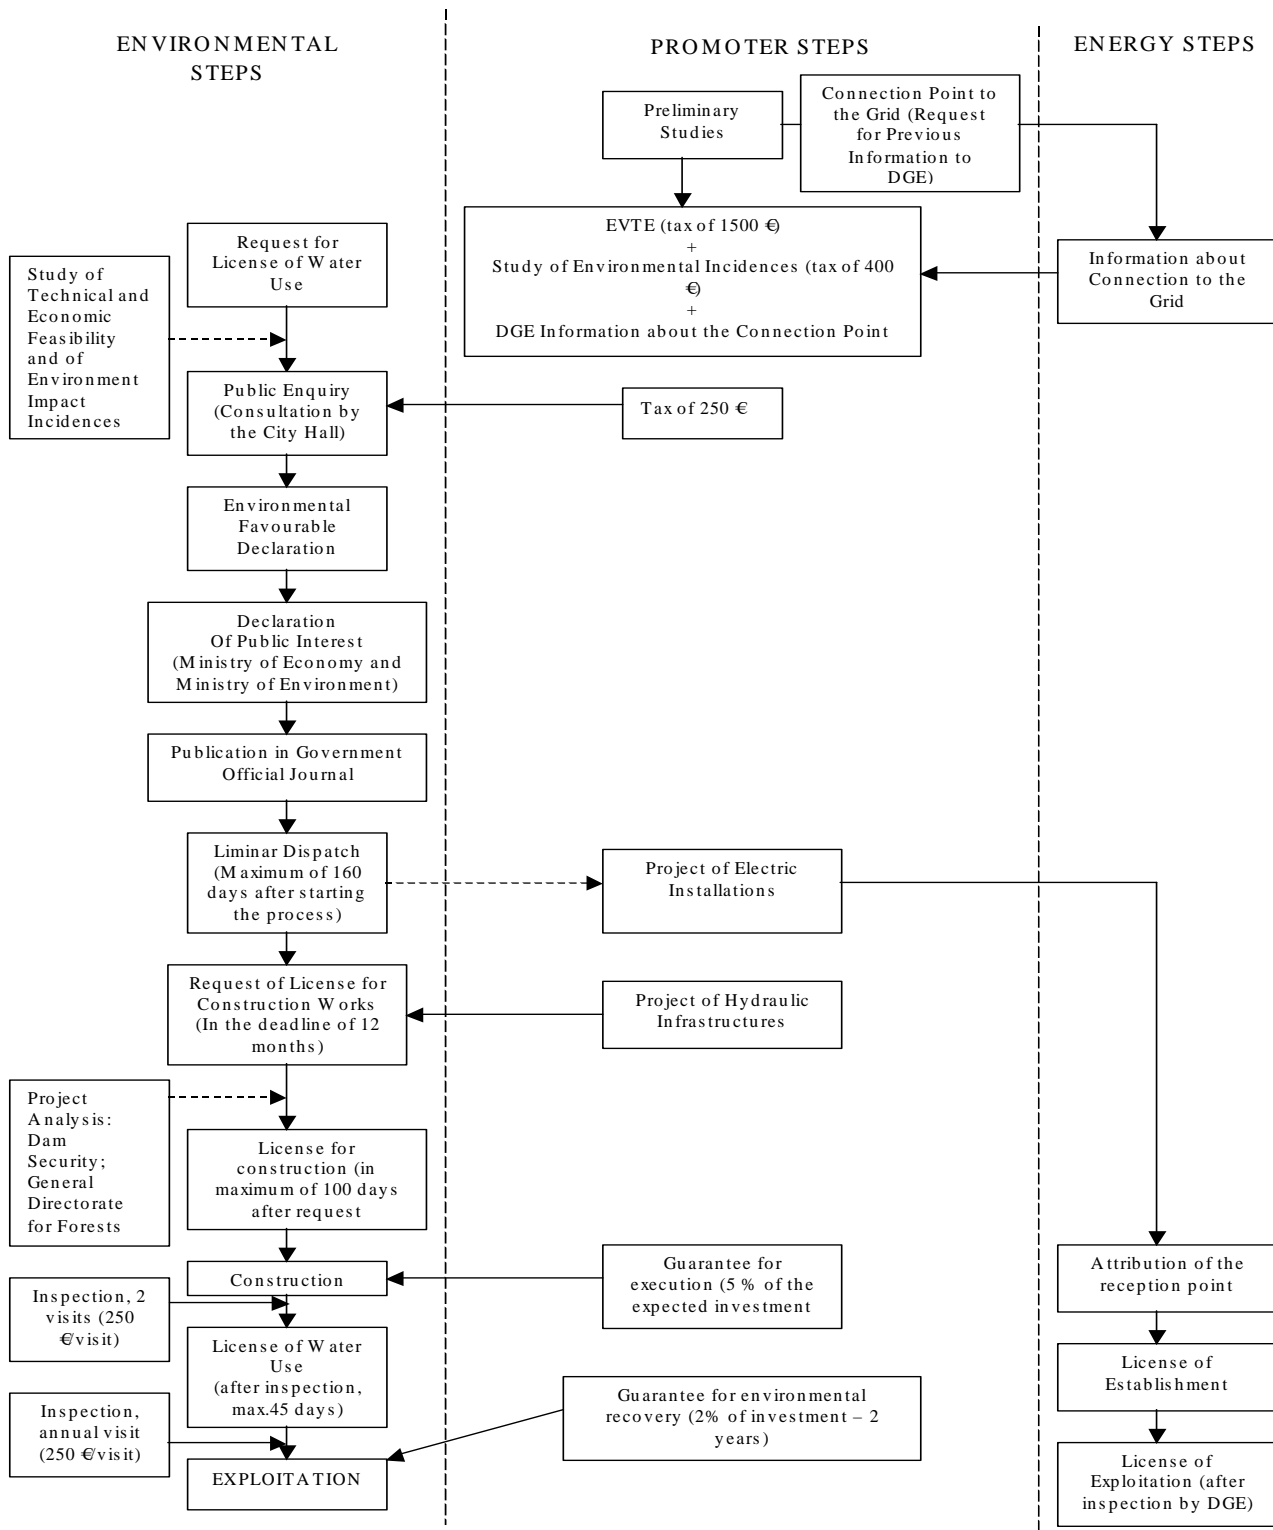 ENVIRONMENTAL
STEPS
PROMOTER STEPS
ENERGY STEPS
Preliminary
Studies
Connection Point to
the Grid (Request
for Previous
Information to
DGE)
EVTE (tax of 1500 €)
+
Study of Environmental Incidences (tax of 400
€)
+
DGE Information about the Connection Point
Information about
Connection to the
Grid
Request for
License of Water
Use
Study of
Technical and
Economic
Feasibility
and of
Environment
Impact
Incidences
Public Enquiry
(Consultation by
the City Hall)
Tax of 250 €
Environmental
Favourable
Declaration
Declaration
Of Public Interest
(Ministry of Economy and
Ministry of Environment)
Publication in Government
Official Journal
Liminar Dispatch
(Maximum of 160
days after starting
the process)
Project of Electric
Installations
Request of License for
Construction Works
(In the deadline of 12
months)
Project of Hydraulic
Infrastructures
Project
Analysis:
Dam
Security;
General
Directorate
for Forests
License for
construction (in
maximum of 100 days
after request
Construction
Guarantee for
execution (5 % of the
expected investment
Attribution of the
reception point
Inspection, 2
visits (250
€/visit)
License of Water
Use
(after inspection,
max.45 days)
License of
Establishment
Guarantee for environmental
recovery (2% of investment – 2
years)
Inspection,
annual visit
(250 €/visit)
EXPLOITATION
License of
Exploitation (after
inspection by DGE)